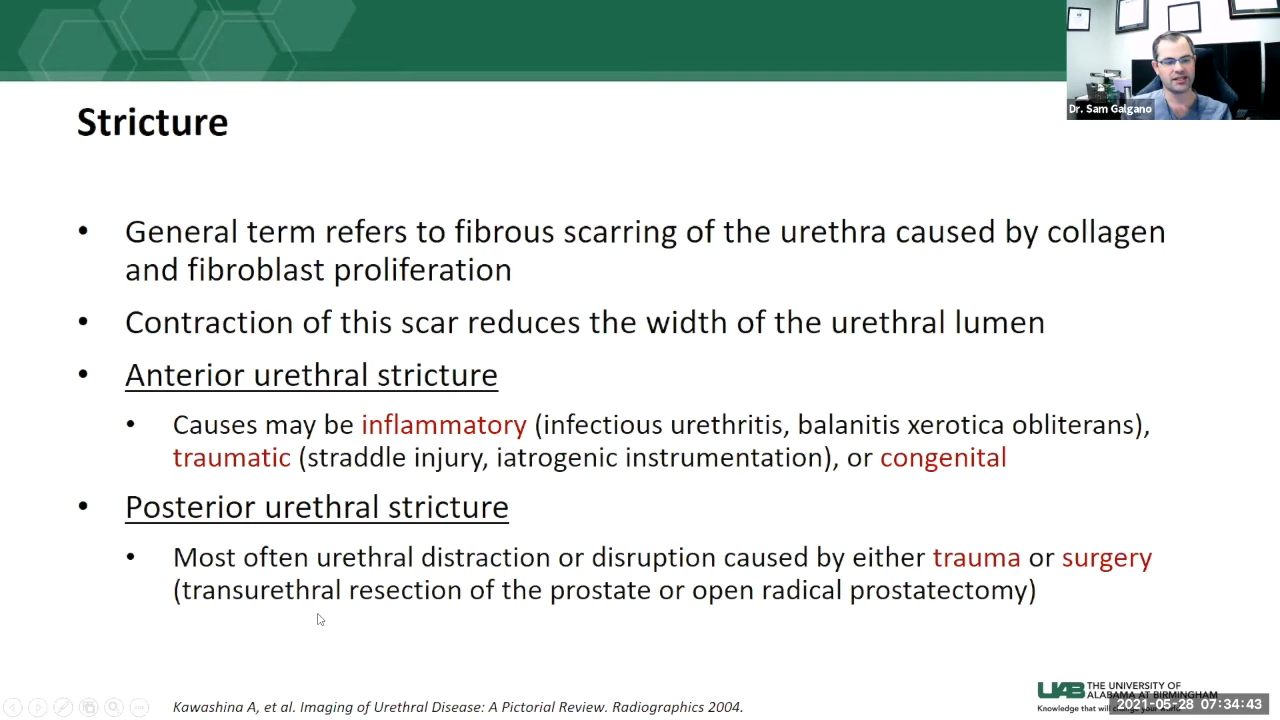 Dr. Sam Galgano
Stricture
• General term refers to fibrous scarring of the urethra caused by collagen
and fibroblast proliferation
• Contraction of this scar reduces the width of the urethral lumen
• Anterior urethral stricture
• Causes may be inflammatory (infectious urethritis, balanitis xerotica obliterans),
traumatic (straddle injury, iatrogenic instrumentation), or congenital
• Posterior urethral stricture
• Most often urethral distraction or disruption caused by either trauma or surgery
(transurethral resection of the prostate or open radical prostatectomy)
Kawashina A, et al. Imaging of Urethral Disease: A Pictorial Review. Radiographics 2004.
UAB THE UNIVERSITY OF
ALABAMA AT BIRMINGHAM
Knowledge that will
2021-05-28 07:34:43